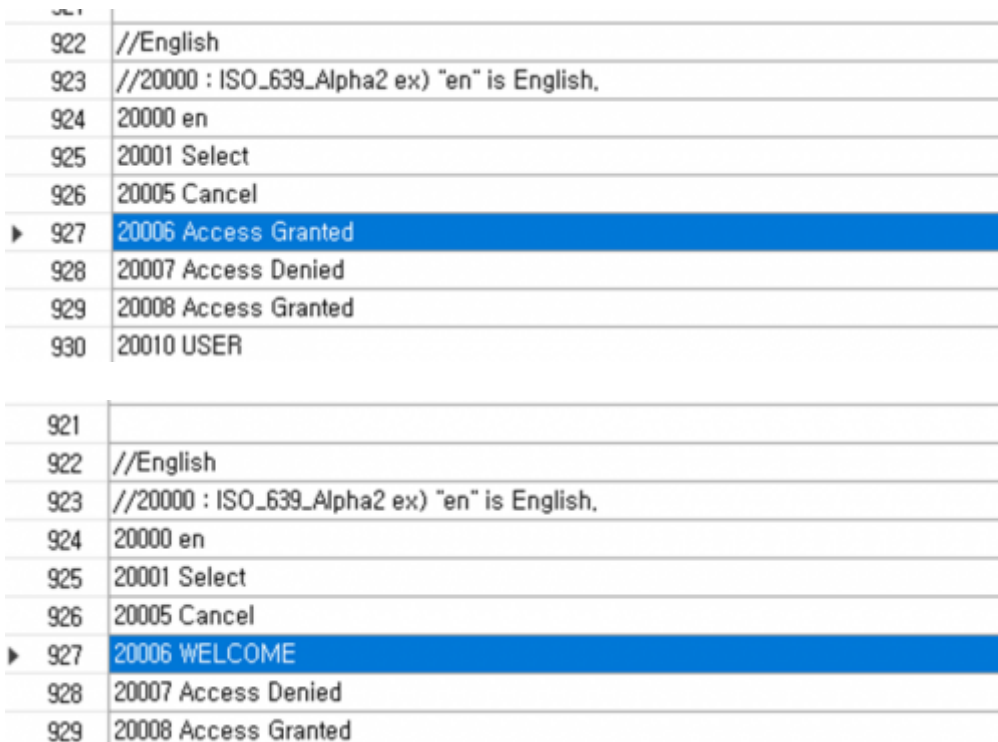 921
922 //English
923 //20000 : ISO_639_Alpha2 ex) "en" is English,
924 20000 en
925 20001 Select
926 20005 Cancel
927 20006 Access Granted
928 20007 Access Denied
929 20008 Access Granted
930 20010 USER
921
922 //English
923 //20000 : ISO_639_Alpha2 ex) "en" is English,
924 20000 en
925 20001 Select
926 20005 Cancel
927 20006 WELCOME
928 20007 Access Denied
929 20008 Access Granted